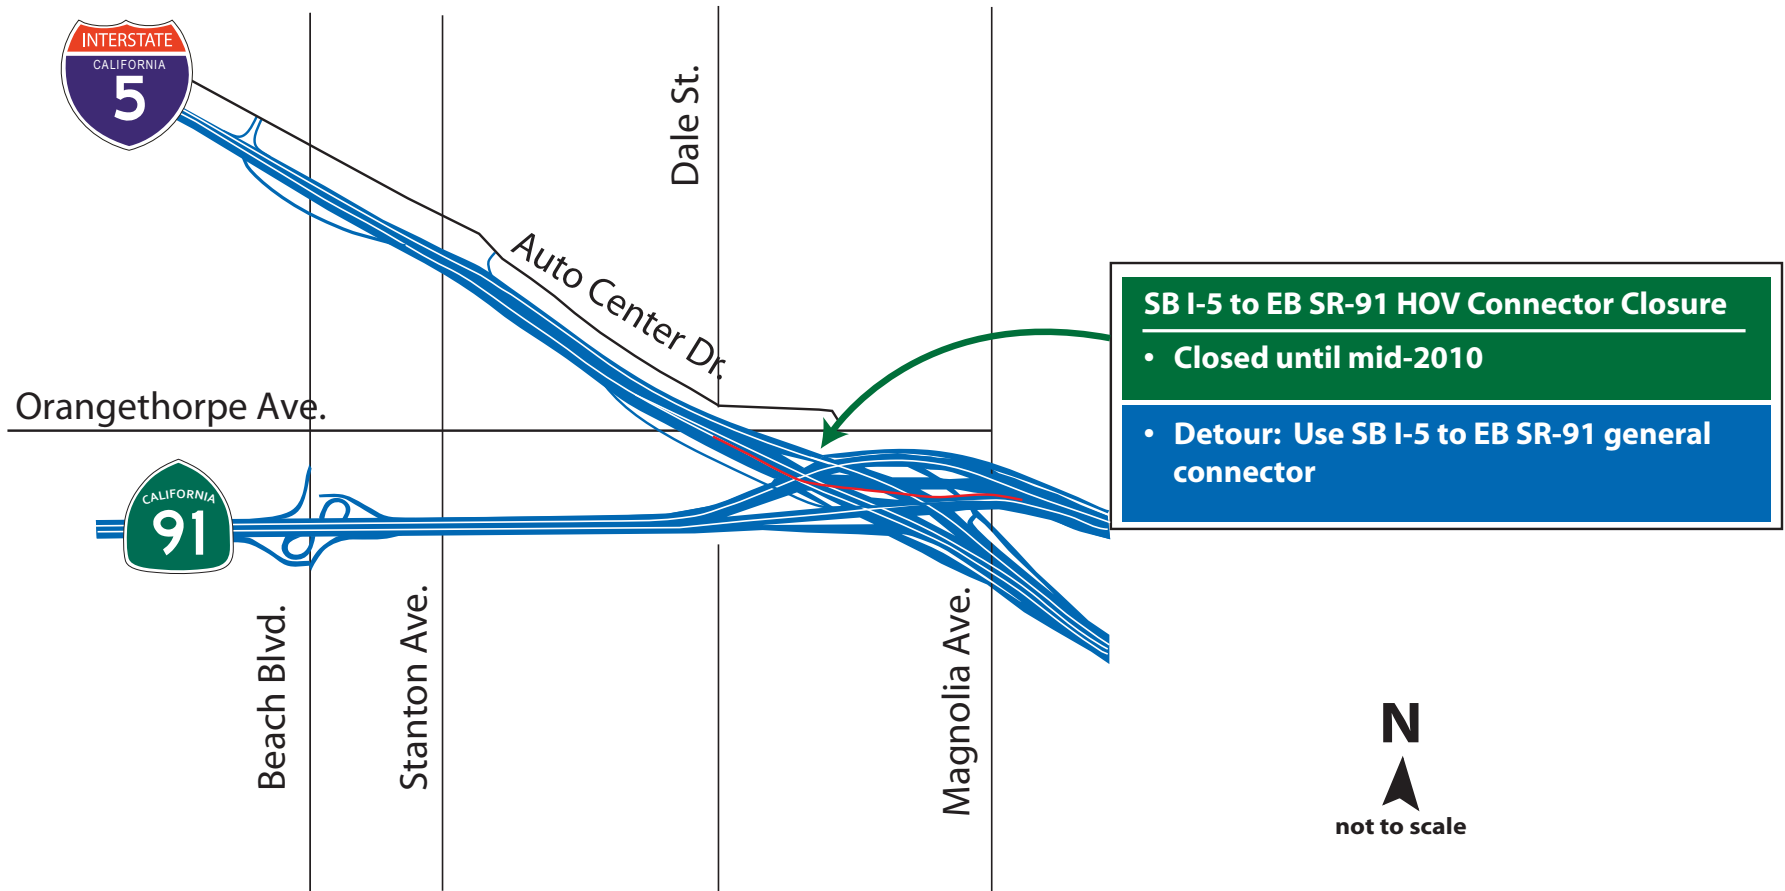 INTERSTATE
CALIFORNIA
5
Dale St.
Auto Center Dr.
SB I-5 to EB SR-91 HOV Connector Closure
• Closed until mid-2010
• Detour: Use SB I-5 to EB SR-91 general
connector
Orangethorpe Ave.
CALIFORNIA
91
Beach Blvd.
Stanton Ave.
Magnolia Ave.
N
not to scale